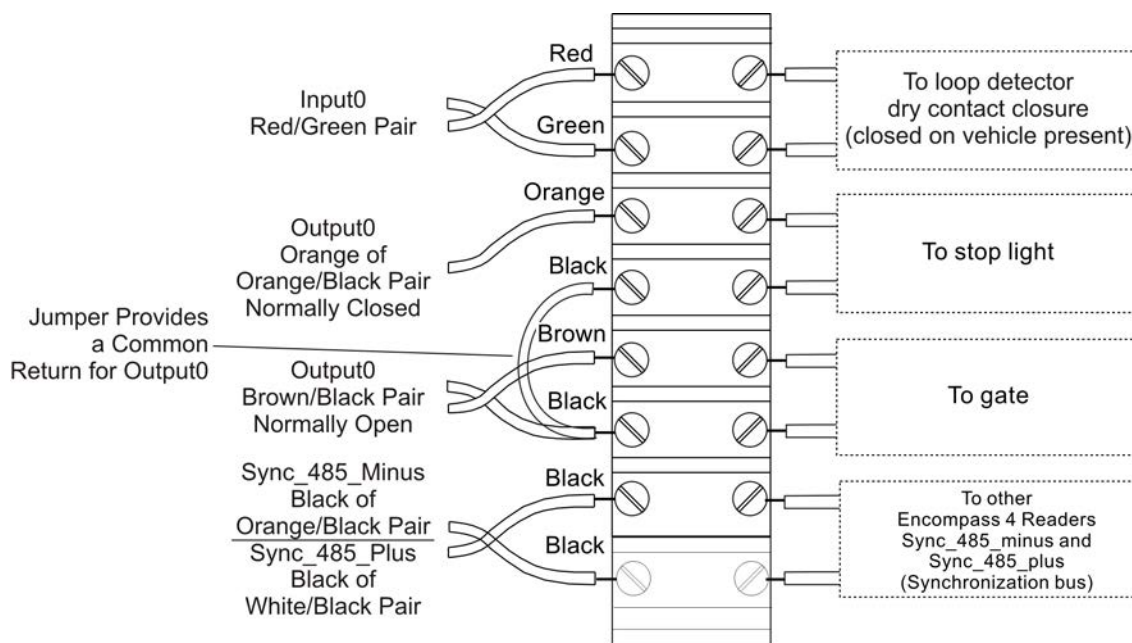 Red
Input0
Red/Green Pair
Green
To loop detector
dry contact closure
(closed on vehicle present)
Orange
Output0
Orange of
Orange/Black Pair
Normally Closed
Black
To stop light
Jumper Provides
a Common
Return for Output0
Brown
Output0
Brown/Black Pair
Normally Open
Black
To gate
Sync_485_Minus
Black of
Orange/Black Pair
Sync_485_Plus
Black of
White/Black Pair
Black
Black
To other
Encompass 4 Readers
Sync_485_minus and
Sync_485_plus
(Synchronization bus)